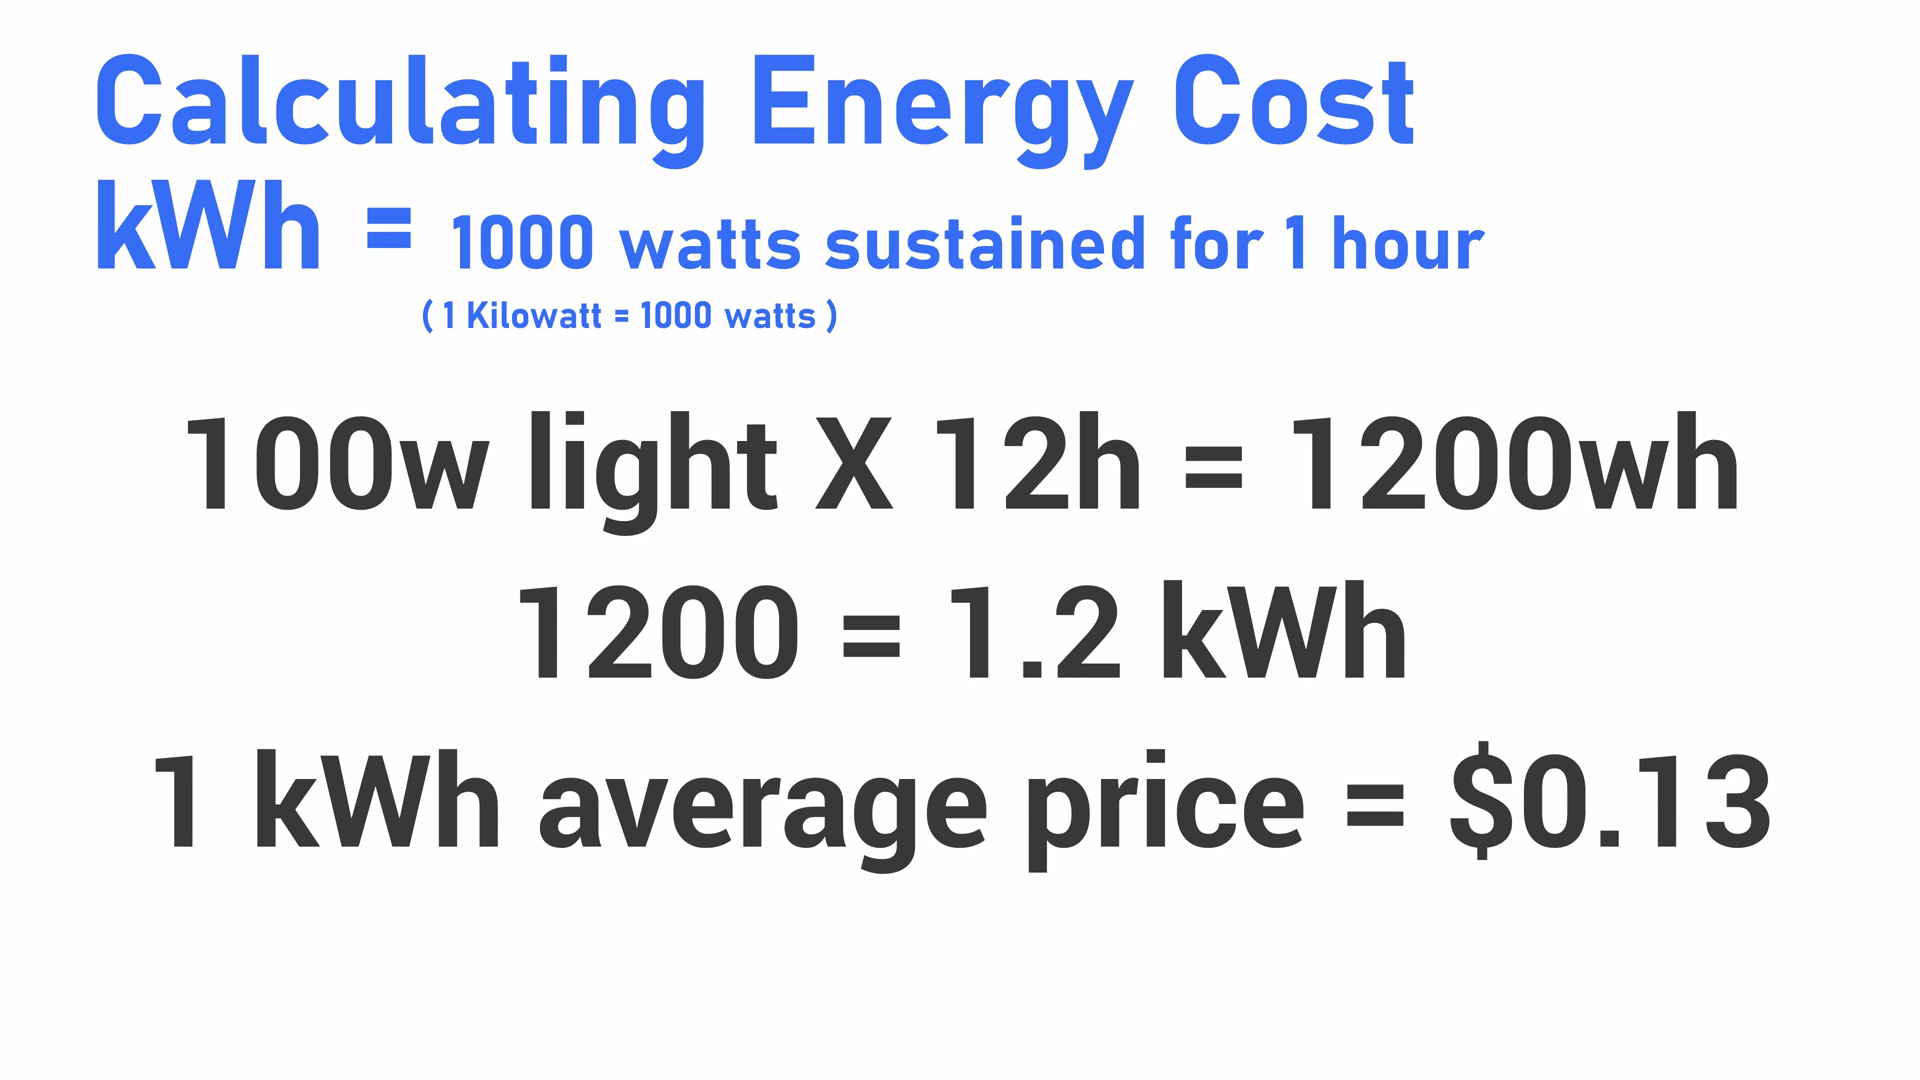 Calculating Energy Cost
kWh = 1000 watts sustained for 1 hour
( 1 Kilowatt = 1000 watts )
100w light X 12h = 1200wh
1200 = 1.2 kWh
1 kWh average price = $0.13